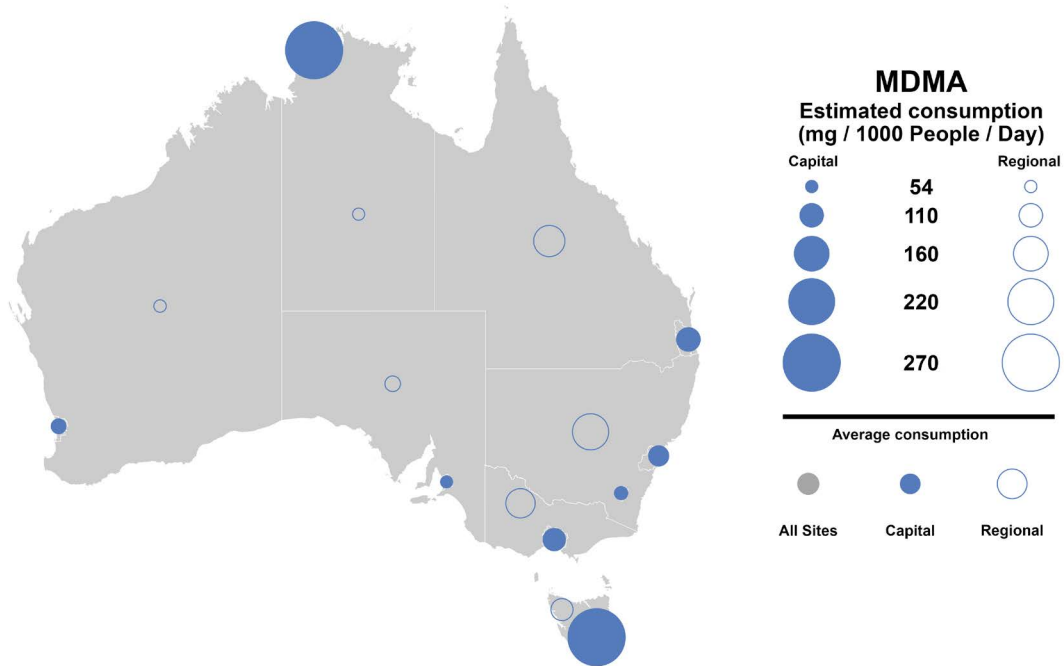 MDMA
Estimated consumption
(mg / 1000 People / Day)
Capital Regional
54
110
160
220
270
Average consumption
All Sites Capital Regional